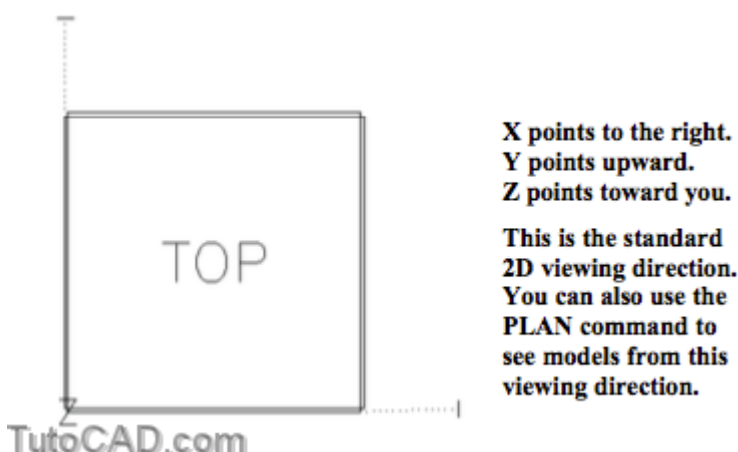 X points to the right.
Y points upward.
Z points toward you.
This is the standard
2D viewing direction.
You can also use the
PLAN command to
see models from this
viewing direction.
TOP
Z
TutoCAD.com